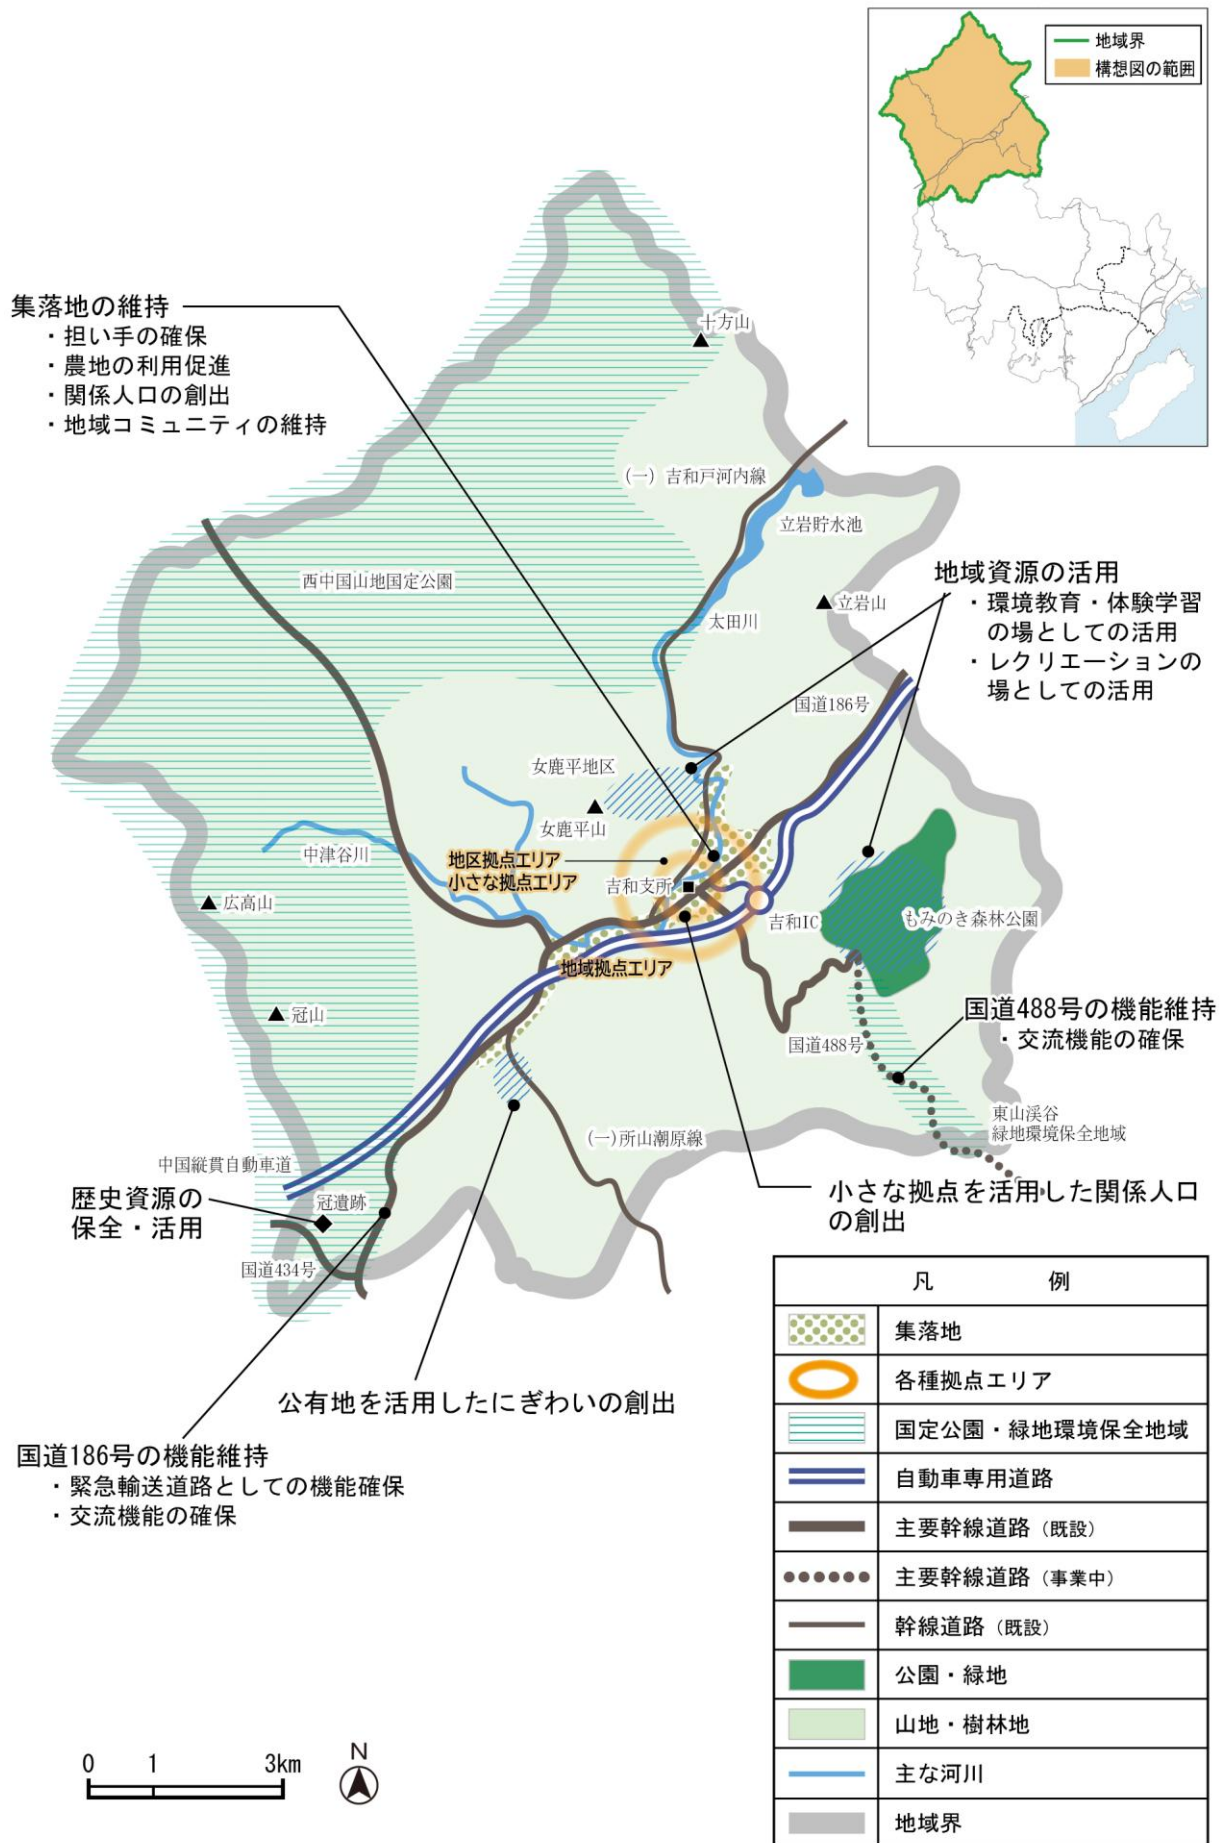 地域界
構想図の範囲
集落地の維持
・担い手の確保
・農地の利用促進
・関係人口の創出
・地域コミュニティの維持
十方山
(一)吉和戸河内線
立岩貯水池
西中国山地国定公園
太田川
立岩山
地域資源の活用
・環境教育・体験学習
の場としての活用
・レクリエーションの
場としての活用
国道186号
女鹿平地区
女鹿平山
中津谷川
地区拠点エリア
小さな拠点エリア
吉和支所
広高山
吉和IC
もみのき森林公園
地域拠点エリア
冠山
国道488号の機能維持
・交流機能の確保
国道488号
東山渓谷
緑地環境保全地域
(一)所山潮原線
中国縦貫自動車道
歴史資源の
保全・活用
冠遺跡
小さな拠点を活用した関係人口
の創出
国道434号
公有地を活用したにぎわいの創出
国道186号の機能維持
・緊急輸送道路としての機能確保
・交流機能の確保
凡 例
集落地
各種拠点エリア
国定公園・緑地環境保全地域
自動車専用道路
主要幹線道路（既設）
主要幹線道路（事業中）
幹線道路（既設）
公園・緑地
山地・樹林地
主な河川
地域界
0 1 3km
N